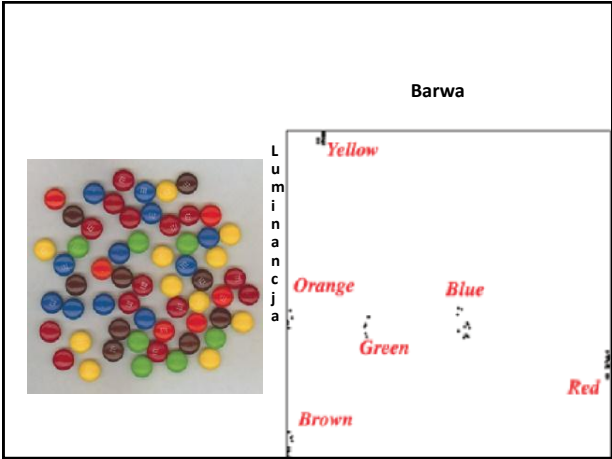 Barwa
Luminancja
Yellow
Orange
Blue
Green
Red
Brown